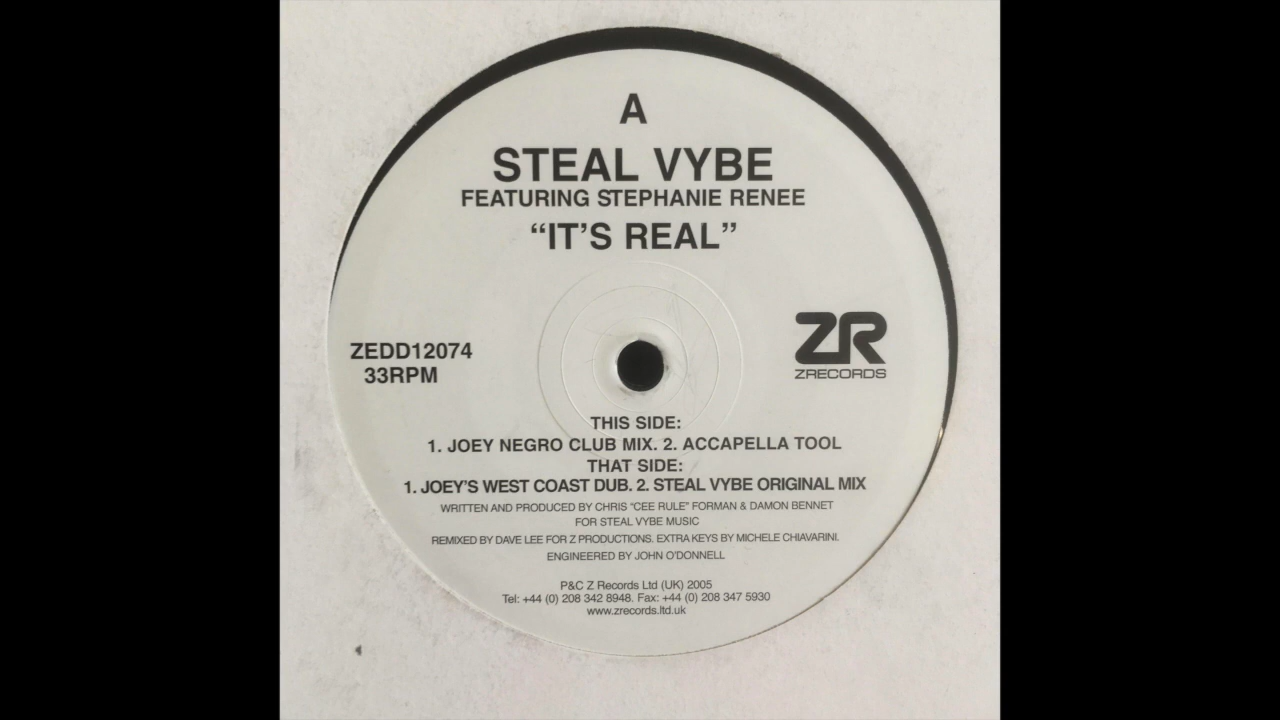 A
STEAL VYBE
FEATURING STEPHANIE RENEE
“IT’S REAL”
ZR
ZRECORDS
ZEDD12074
33RPM
THIS SIDE:
1. JOEY NEGRO CLUB MIX. 2. ACCAPELLA TOOL
THAT SIDE:
1. JOEY’S WEST COAST DUB. 2. STEAL VYBE ORIGINAL MIX
WRITTEN AND PRODUCED BY CHRIS “CEE RULE” FORMAN & DAMON BENNET
FOR STEAL VYBE MUSIC
REMIXED BY DAVE LEE FOR Z PRODUCTIONS. EXTRA KEYS BY MICHELE CHIAVARINI.
ENGINEERED BY JOHN O’DONNELL
P&C Z Records Ltd (UK) 2005
Tel: +44 (0) 208 342 8948. Fax: +44 (0) 208 347 5930
www.zrecords.ltd.uk